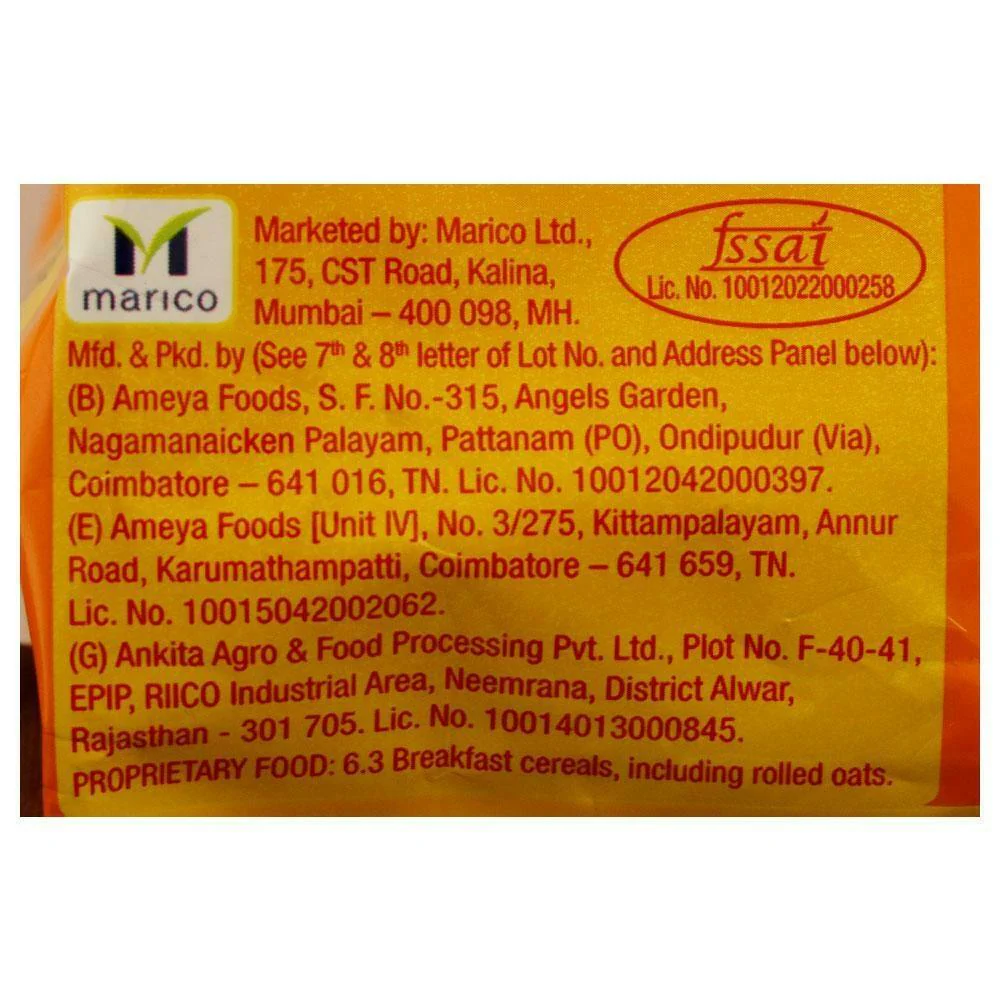 marico
Marketed by: Marico Ltd.,
175, CST Road, Kalina,
Mumbai – 400 098, MH.
fssai
Lic. No. 10012022000258
Mfd. & Pkd. by (See 7th & 8th letter of Lot No. and Address Panel below):
(B) Ameya Foods, S. F. No.-315, Angels Garden,
Nagamanaicken Palayam, Pattanam (PO), Ondipudur (Via),
Coimbatore – 641 016, TN. Lic. No. 10012042000397.
(E) Ameya Foods [Unit IV], No. 3/275, Kittampalayam, Annur
Road, Karumathampatti, Coimbatore – 641 659, TN.
Lic. No. 10015042002062.
(G) Ankita Agro & Food Processing Pvt. Ltd., Plot No. F-40-41,
EPIP, RIICO Industrial Area, Neemrana, District Alwar,
Rajasthan - 301 705. Lic. No. 10014013000845.
PROPRIETARY FOOD: 6.3 Breakfast cereals, including rolled oats.